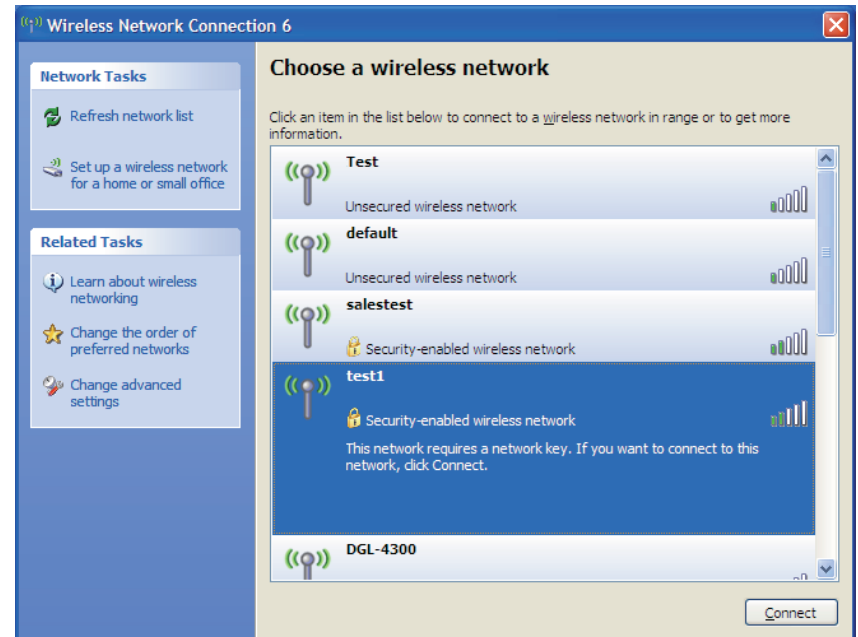 Wireless Network Connection 6
Network Tasks
Refresh network list
Set up a wireless network
for a home or small office
Related Tasks
Learn about wireless
networking
Change the order of
preferred networks
Change advanced
settings
Choose a wireless network
Click an item in the list below to connect to a wireless network in range or to get more
information.
Test
Unsecured wireless network
default
Unsecured wireless network
salestest
Security-enabled wireless network
test1
Security-enabled wireless network
This network requires a network key. If you want to connect to this
network, click Connect.
DGL-4300
Connect